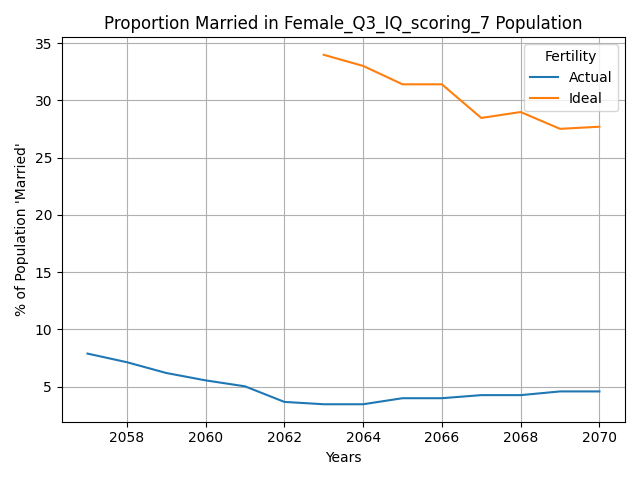 Proportion Married in Female_Q3_IQ_scoring_7 Population
Fertility
Actual
Ideal
% of Population 'Married'
35
30
25
20
15
10
5
2058 2060 2062 2064 2066 2068 2070
Years